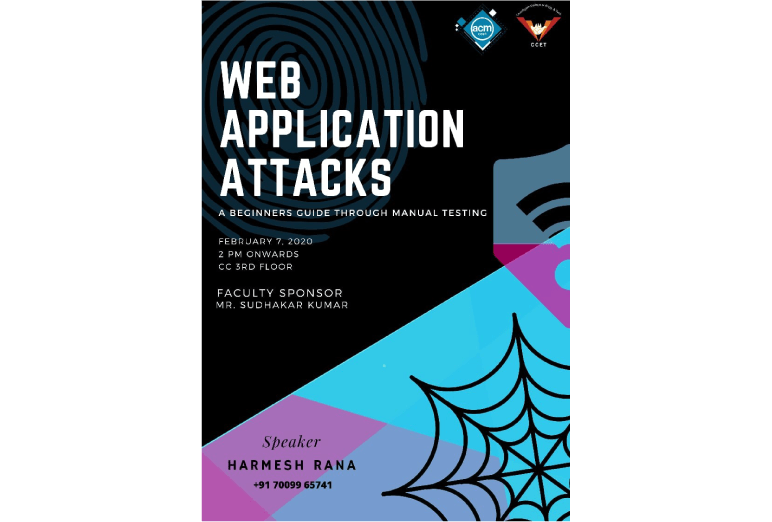 acm
CCET
WEB
APPLICATION
ATTACKS
A BEGINNERS GUIDE THROUGH MANUAL TESTING
FEBRUARY 7, 2020
2 PM ONWARDS
CC 3RD FLOOR
FACULTY SPONSOR
MR. SUDHAKAR KUMAR
Speaker
HARMESH RANA
+91 70099 65741